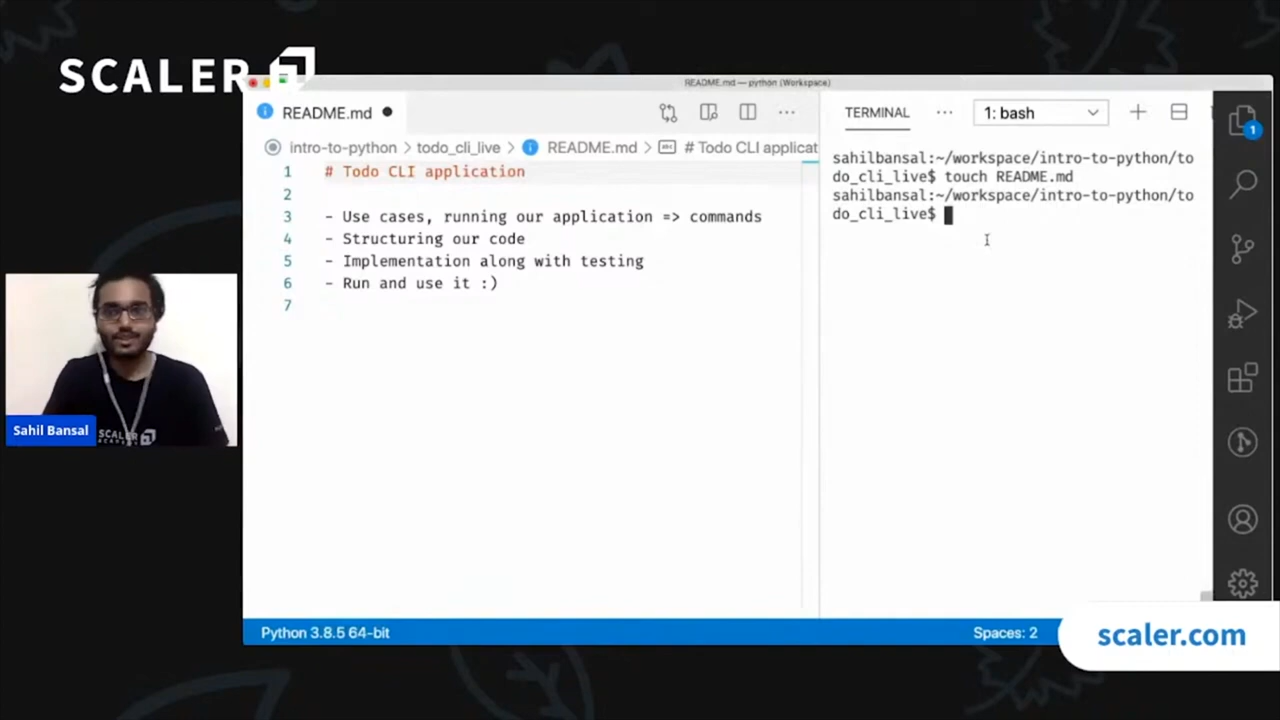 SCALER
README.md — python (Workspace)
README.md
TERMINAL
1: bash
intro-to-python > todo_cli_live > README.md > # Todo CLI applicat
1 # Todo CLI application
2
3 - Use cases, running our application => commands
4 - Structuring our code
5 - Implementation along with testing
6 - Run and use it :)
7
sahilbansal:~/workspace/intro-to-python/to
do_cli_live$ touch README.md
sahilbansal:~/workspace/intro-to-python/to
do_cli_live$
1
Sahil Bansal
SCALER
Python 3.8.5 64-bit
Spaces: 2
scaler.com